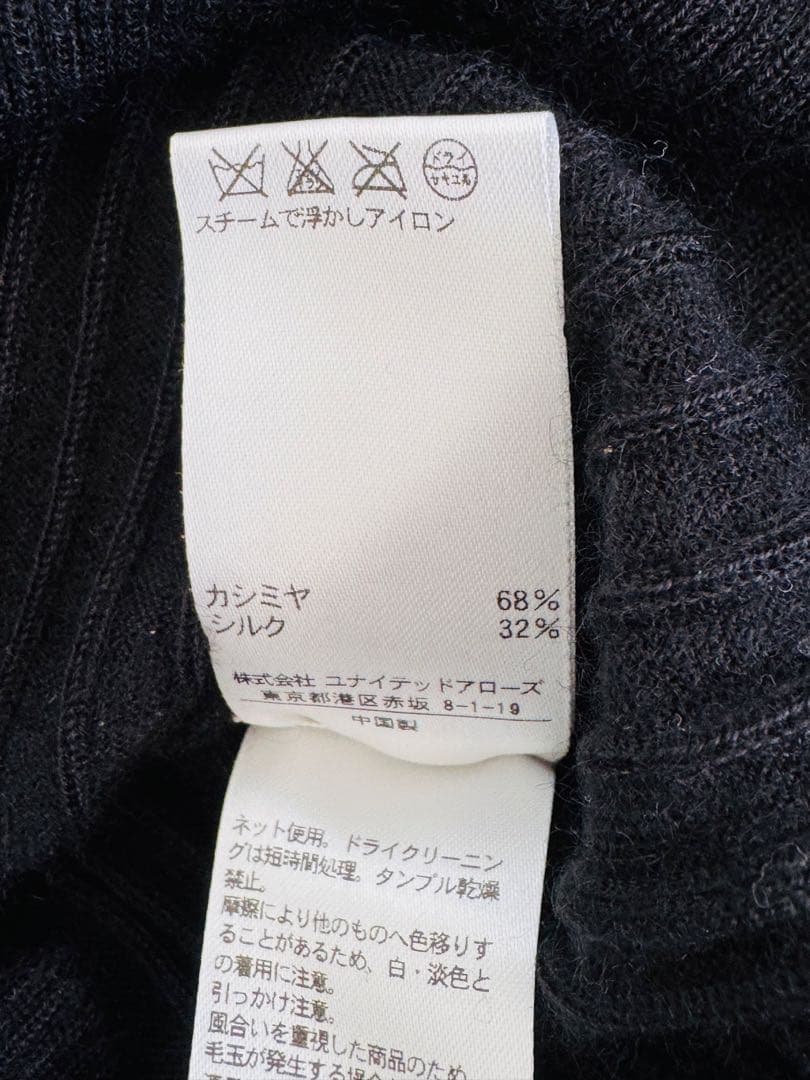 エンソ
ドライ
セキユ系
スチームで浮かしアイロン
カシミヤ 68%
シルク 32%
株式会社 ユナイテッドアローズ
東京都港区赤坂 8-1-19
中国製
ネット使用。ドライクリーニン
グは短時間処理。タンブル乾燥
禁止。
摩擦により他のものへ色移りす
ることがあるため、白・淡色と
の着用に注意。
引っかけ注意。
風合いを重視した商品のため
毛玉が発生する場合